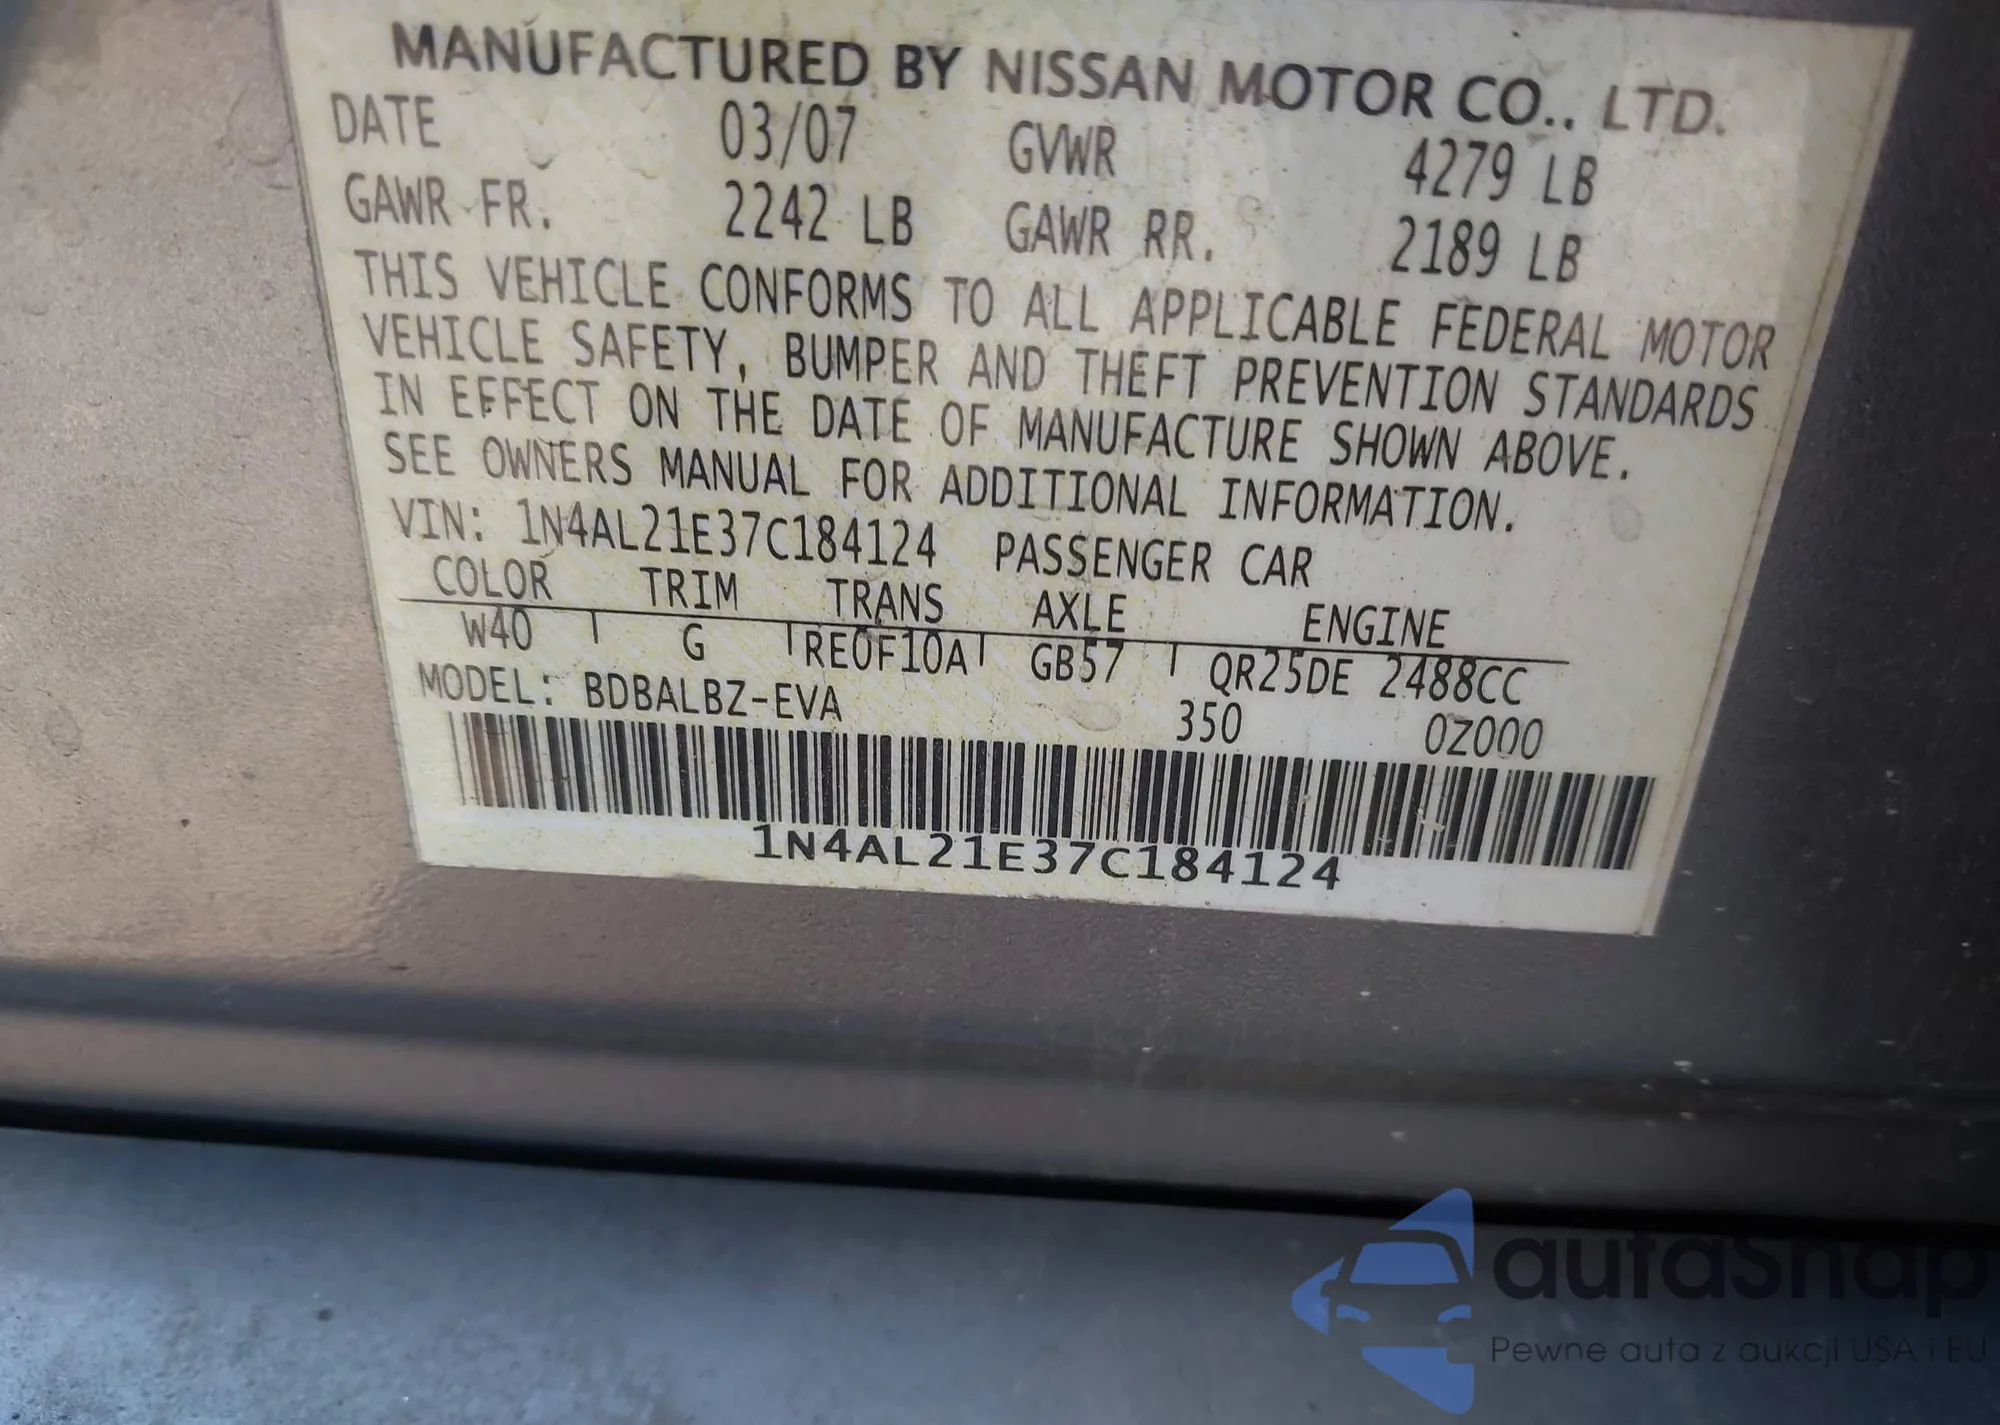 MANUFACTURED BY NISSAN MOTOR CO., LTD.
DATE 03/07 GVWR 4279 LB
GAWR FR. 2242 LB GAWR RR. 2189 LB
THIS VEHICLE CONFORMS TO ALL APPLICABLE FEDERAL MOTOR
VEHICLE SAFETY, BUMPER AND THEFT PREVENTION STANDARDS
IN EFFECT ON THE DATE OF MANUFACTURE SHOWN ABOVE.
SEE OWNERS MANUAL FOR ADDITIONAL INFORMATION.
VIN: 1N4AL21E37C184124 PASSENGER CAR
COLOR TRIM TRANS AXLE ENGINE
W40 G RE0F10A GB57 QR25DE 2488CC
MODEL: BDBALBZ-EVA 350 0Z000
1N4AL21E37C184124
autaSnap
Pewne auta z aukcji USA i EU